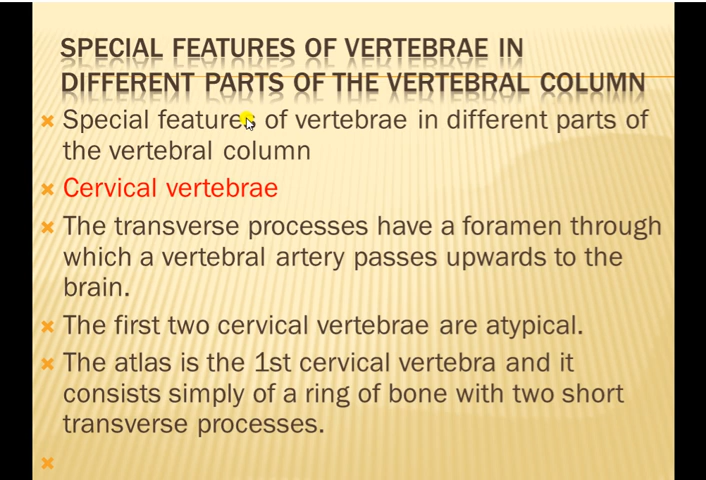 SPECIAL FEATURES OF VERTEBRAE IN
DIFFERENT PARTS OF THE VERTEBRAL COLUMN
Special features of vertebrae in different parts of
the vertebral column
Cervical vertebrae
The transverse processes have a foramen through
which a vertebral artery passes upwards to the
brain.
The first two cervical vertebrae are atypical.
The atlas is the 1st cervical vertebra and it
consists simply of a ring of bone with two short
transverse processes.